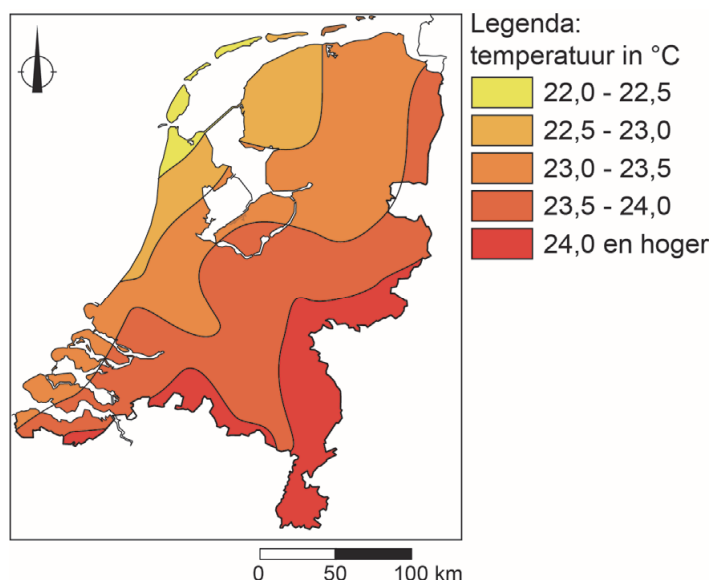 Legenda:
temperatuur in °C
22,0 - 22,5
22,5 - 23,0
23,0 - 23,5
23,5 - 24,0
24,0 en hoger
0 50 100 km